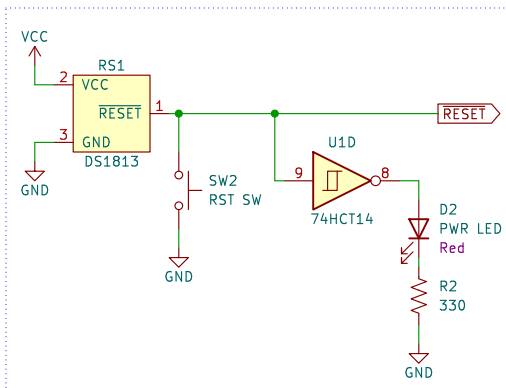 VCC
RS1
2
VCC
RESET
1
3
GND
DS1813
GND
SW2
RST SW
GND
U1D
9
8
74HCT14
RESET
D2
PWR LED
Red
R2
330
GND